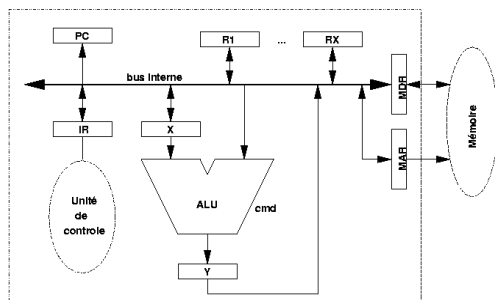 PC
R1
...
RX
bus interne
MDR
IR
X
MAR
Mémoire
Unité
de
controle
ALU
cmd
Y